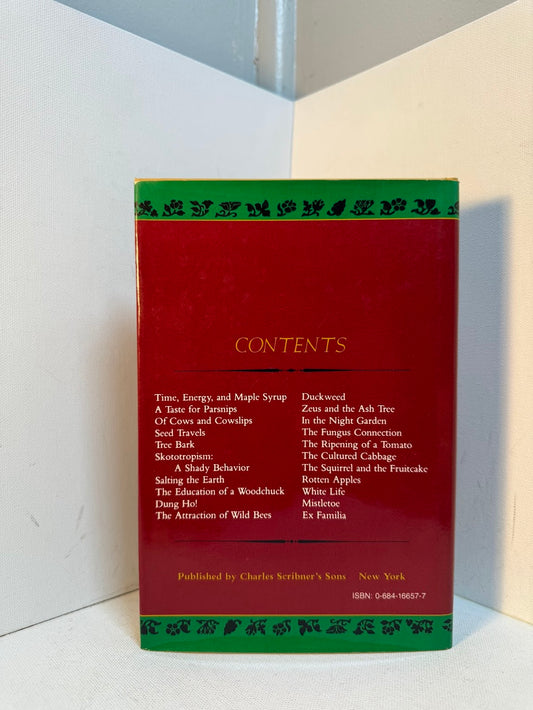 CONTENTS
Time, Energy, and Maple Syrup
A Taste for Parsnips
Of Cows and Cowslips
Seed Travels
Tree Bark
Skototropism:
A Shady Behavior
Salting the Earth
The Education of a Woodchuck
Dung Ho!
The Attraction of Wild Bees
Duckweed
Zeus and the Ash Tree
In the Night Garden
The Fungus Connection
The Ripening of a Tomato
The Cultured Cabbage
The Squirrel and the Fruitcake
Rotten Apples
White Life
Mistletoe
Ex Familia
Published by Charles Scribner's Sons New York
ISBN: 0-684-16657-7